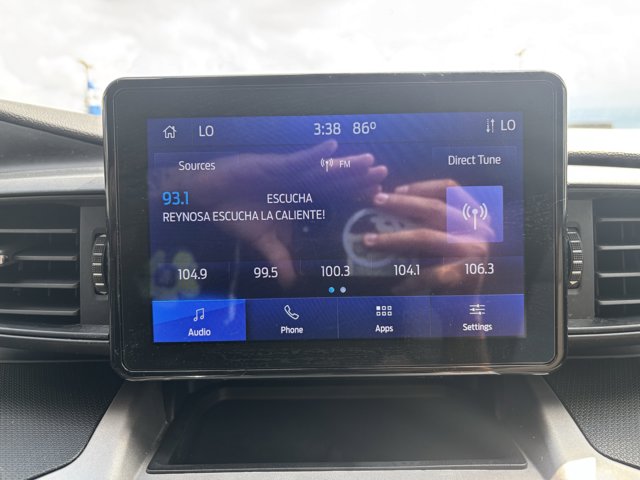 LO 3:38 86° LO
Sources FM Direct Tune
93.1 ESCUCHA
REYNOSA ESCUCHA LA CALIENTE!
104.9 99.5 100.3 104.1 106.3
Audio Phone Apps Settings